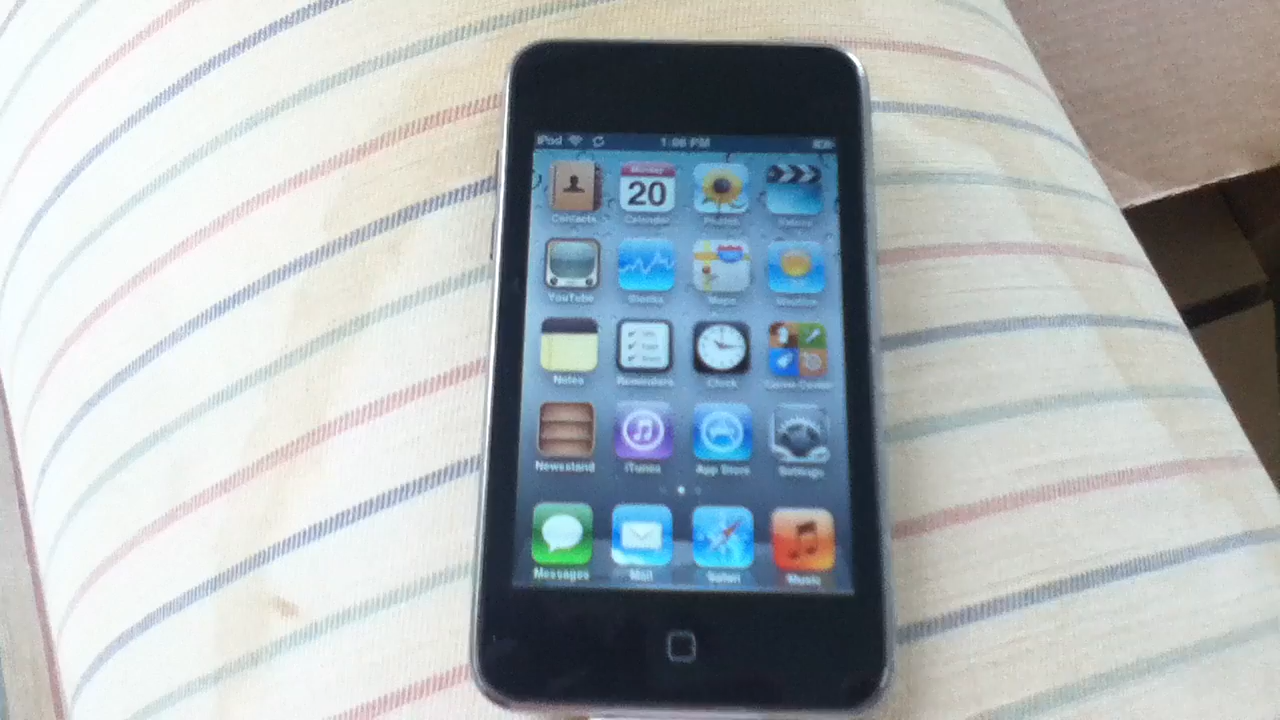 iPod 1:06 PM
Monday
20
Contacts Calendar Photos Videos
YouTube Stocks Maps Weather
Notes Reminders Clock Game Center
Newsstand iTunes App Store Settings
Messages Mail Safari Music